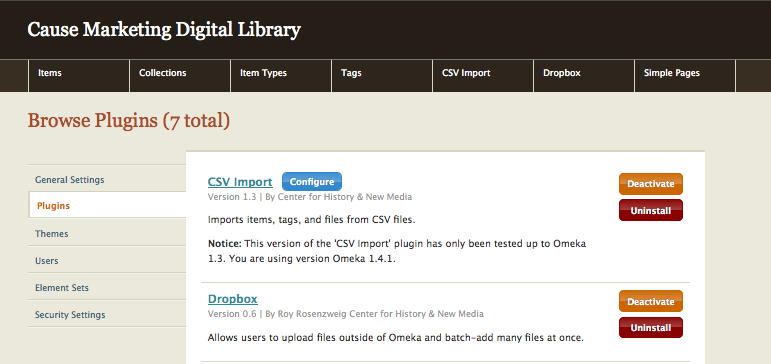 Cause Marketing Digital Library
Items Collections Item Types Tags CSV Import Dropbox Simple Pages
Browse Plugins (7 total)
General Settings
Plugins
Themes
Users
Element Sets
Security Settings
CSV Import Configure Deactivate
Version 1.3 | By Center for History & New Media
Uninstall
Imports items, tags, and files from CSV files.
Notice: This version of the 'CSV Import' plugin has only been tested up to Omeka
1.3. You are using version Omeka 1.4.1.
Dropbox Deactivate
Version 0.6 | By Roy Rosenzweig Center for History & New Media
Uninstall
Allows users to upload files outside of Omeka and batch-add many files at once.